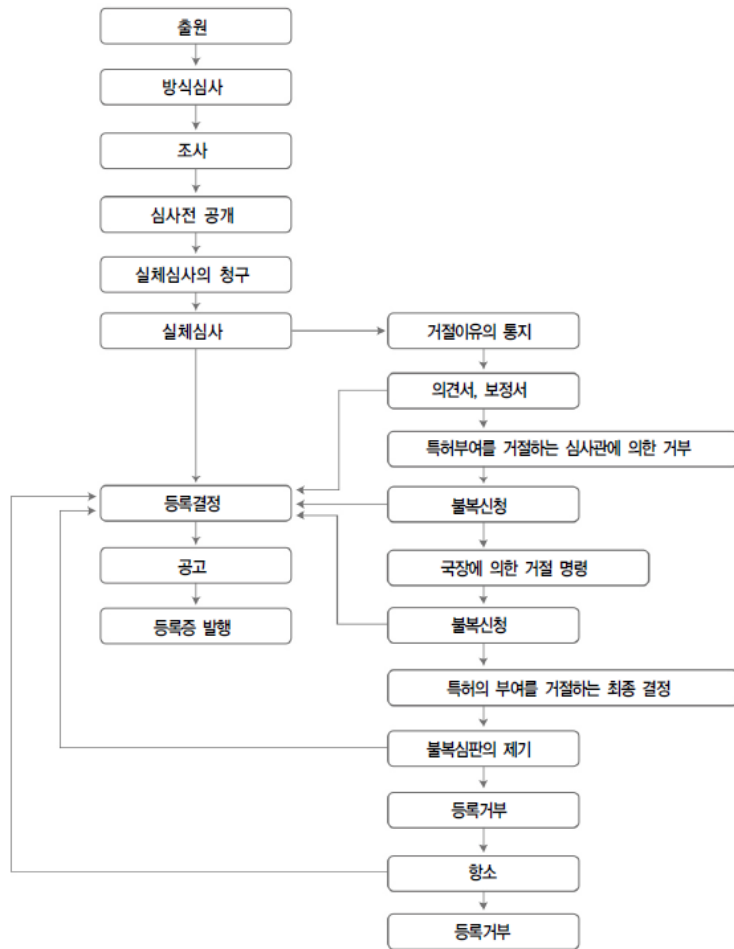 출원
방식심사
조사
심사전 공개
실체심사의 청구
실체심사
거절이유의 통지
의견서, 보정서
특허부여를 거절하는 심사관에 의한 거부
등록결정
불복신청
공고
국장에 의한 거절 명령
등록증 발행
불복신청
특허의 부여를 거절하는 최종 결정
불복심판의 제기
등록거부
항소
등록거부